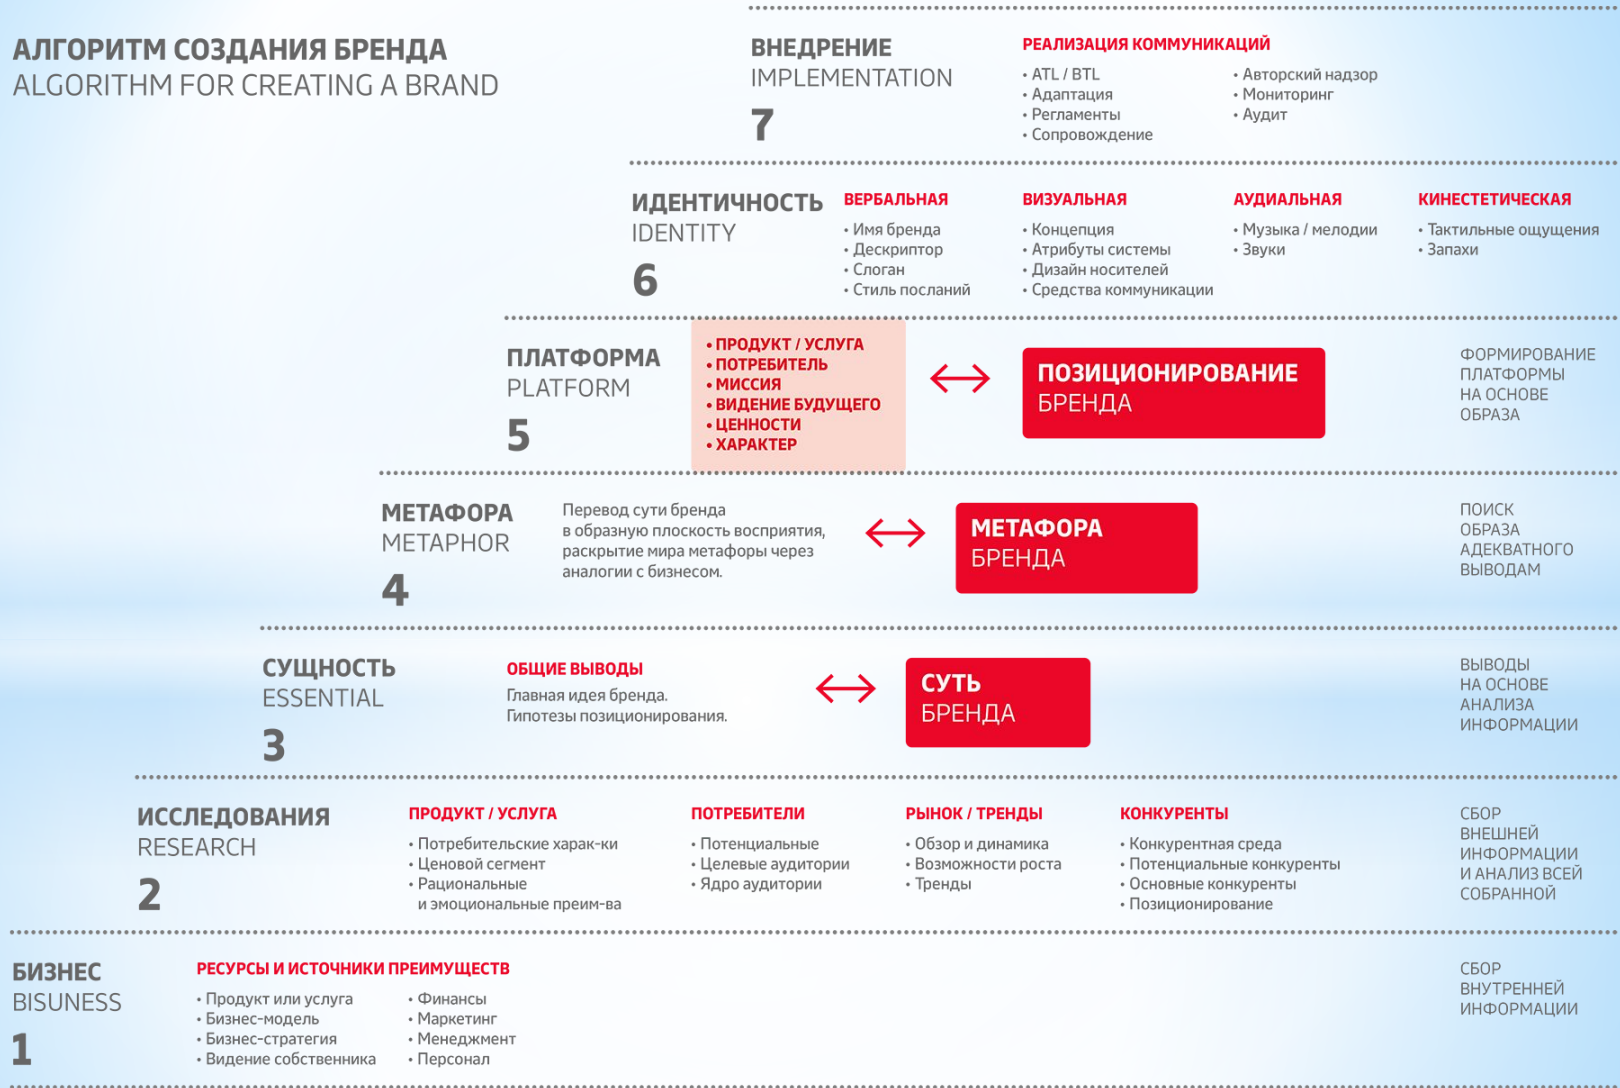 АЛГОРИТМ СОЗДАНИЯ БРЕНДА
ALGORITHM FOR CREATING A BRAND
ВНЕДРЕНИЕ
IMPLEMENTATION
7
РЕАЛИЗАЦИЯ КОММУНИКАЦИЙ
• ATL / BTL
• Адаптация
• Регламенты
• Сопровождение
• Авторский надзор
• Мониторинг
• Аудит
ИДЕНТИЧНОСТЬ
IDENTITY
6
ВЕРБАЛЬНАЯ
• Имя бренда
• Дескриптор
• Слоган
• Стиль посланий
ВИЗУАЛЬНАЯ
• Концепция
• Атрибуты системы
• Дизайн носителей
• Средства коммуникации
АУДИАЛЬНАЯ
• Музыка / мелодии
• Звуки
КИНЕСТЕТИЧЕСКАЯ
• Тактильные ощущения
• Запахи
ПЛАТФОРМА
PLATFORM
5
• ПРОДУКТ / УСЛУГА
• ПОТРЕБИТЕЛЬ
• МИССИЯ
• ВИДЕНИЕ БУДУЩЕГО
• ЦЕННОСТИ
• ХАРАКТЕР
ПОЗИЦИОНИРОВАНИЕ
БРЕНДА
ФОРМИРОВАНИЕ
ПЛАТФОРМЫ
НА ОСНОВЕ
ОБРАЗА
МЕТАФОРА
METAPHOR
4
Перевод сути бренда
в образную плоскость восприятия,
раскрытие мира метафоры через
аналогии с бизнесом.
МЕТАФОРА
БРЕНДА
ПОИСК
ОБРАЗА
АДЕКВАТНОГО
ВЫВОДАМ
СУЩНОСТЬ
ESSENTIAL
3
ОБЩИЕ ВЫВОДЫ
Главная идея бренда.
Гипотезы позиционирования.
СУТЬ
БРЕНДА
ВЫВОДЫ
НА ОСНОВЕ
АНАЛИЗА
ИНФОРМАЦИИ
ИССЛЕДОВАНИЯ
RESEARCH
2
ПРОДУКТ / УСЛУГА
• Потребительские харак-ки
• Ценовой сегмент
• Рациональные
и эмоциональные преим-ва
ПОТРЕБИТЕЛИ
• Потенциальные
• Целевые аудитории
• Ядро аудитории
РЫНОК / ТРЕНДЫ
• Обзор и динамика
• Возможности роста
• Тренды
КОНКУРЕНТЫ
• Конкурентная среда
• Потенциальные конкуренты
• Основные конкуренты
• Позиционирование
СБОР
ВНЕШНЕЙ
ИНФОРМАЦИИ
И АНАЛИЗ ВСЕЙ
СОБРАННОЙ
БИЗНЕС
BISUNESS
1
РЕСУРСЫ И ИСТОЧНИКИ ПРЕИМУЩЕСТВ
• Продукт или услуга
• Бизнес-модель
• Бизнес-стратегия
• Видение собственника
• Финансы
• Маркетинг
• Менеджмент
• Персонал
СБОР
ВНУТРЕННЕЙ
ИНФОРМАЦИИ